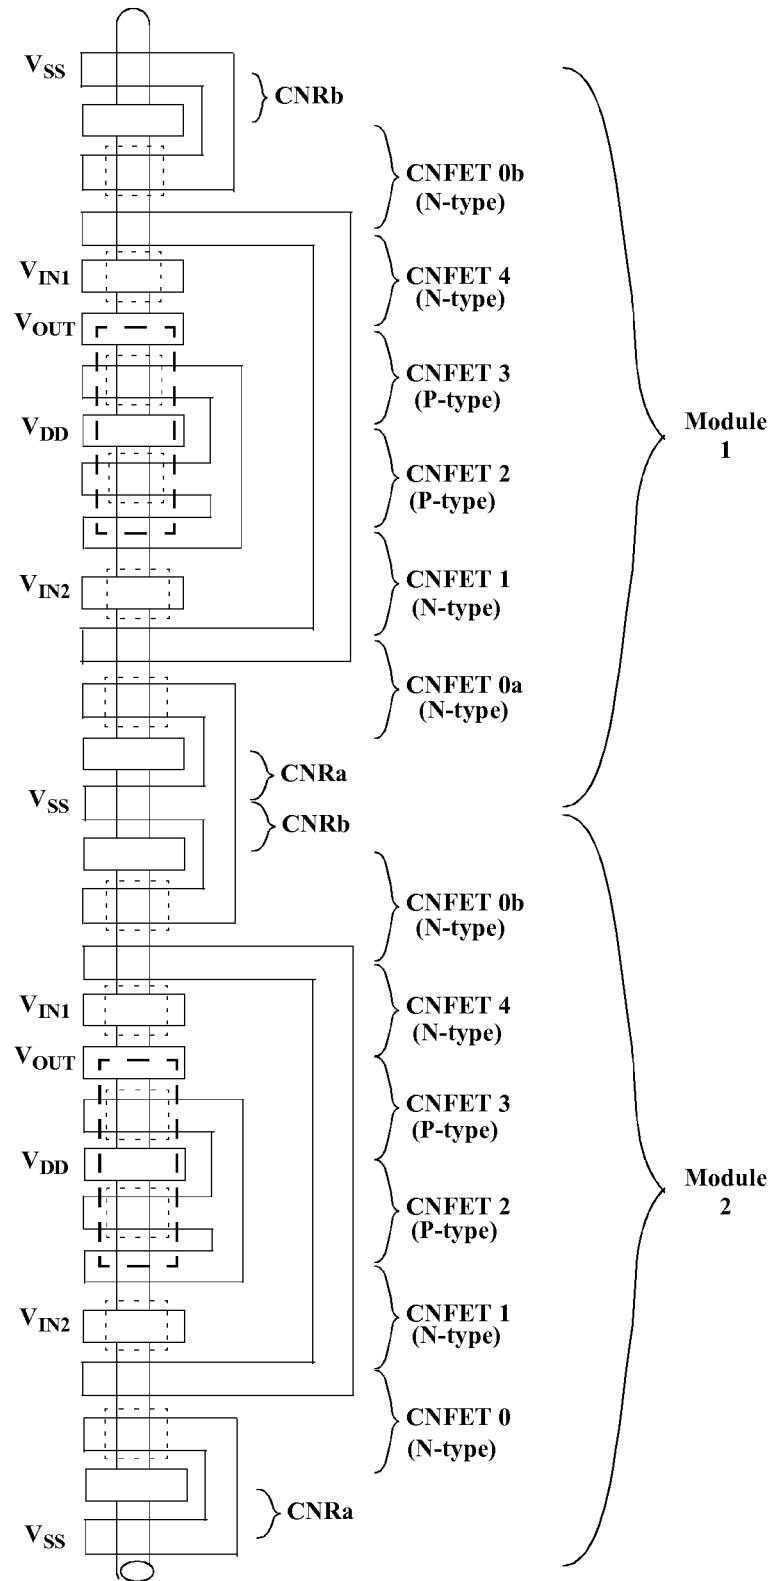 VSS
CNRb
CNFET 0b
(N-type)
VIN1
CNFET 4
(N-type)
VOUT
CNFET 3
(P-type)
VDD
Module
1
CNFET 2
(P-type)
VIN2
CNFET 1
(N-type)
CNFET 0a
(N-type)
CNRa
VSS
CNRb
CNFET 0b
(N-type)
VIN1
CNFET 4
(N-type)
VOUT
CNFET 3
(P-type)
VDD
Module
2
CNFET 2
(P-type)
VIN2
CNFET 1
(N-type)
CNFET 0
(N-type)
CNRa
VSS